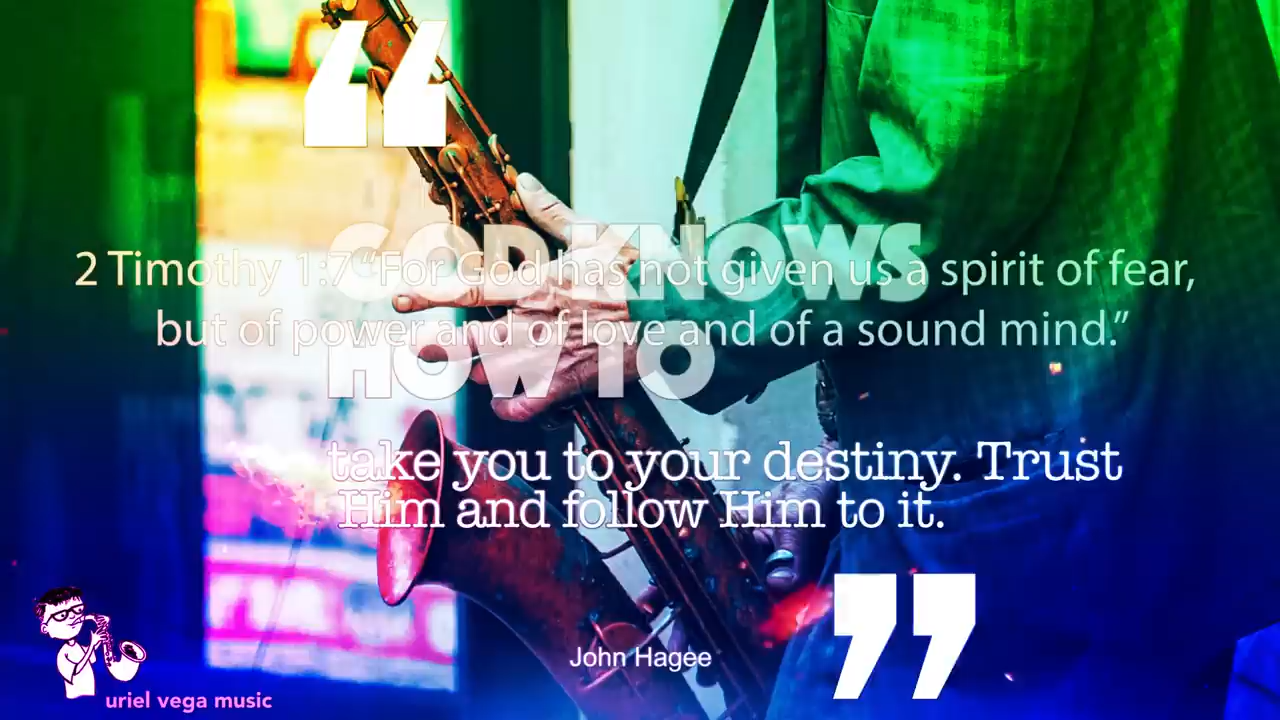 “
GOD KNOWS
2 Timothy 1:7 “For God has not given us a spirit of fear,
but of power and of love and of a sound mind.”
HOW TO
take you to your destiny. Trust
Him and follow Him to it.
”
John Hagee
uriel vega music